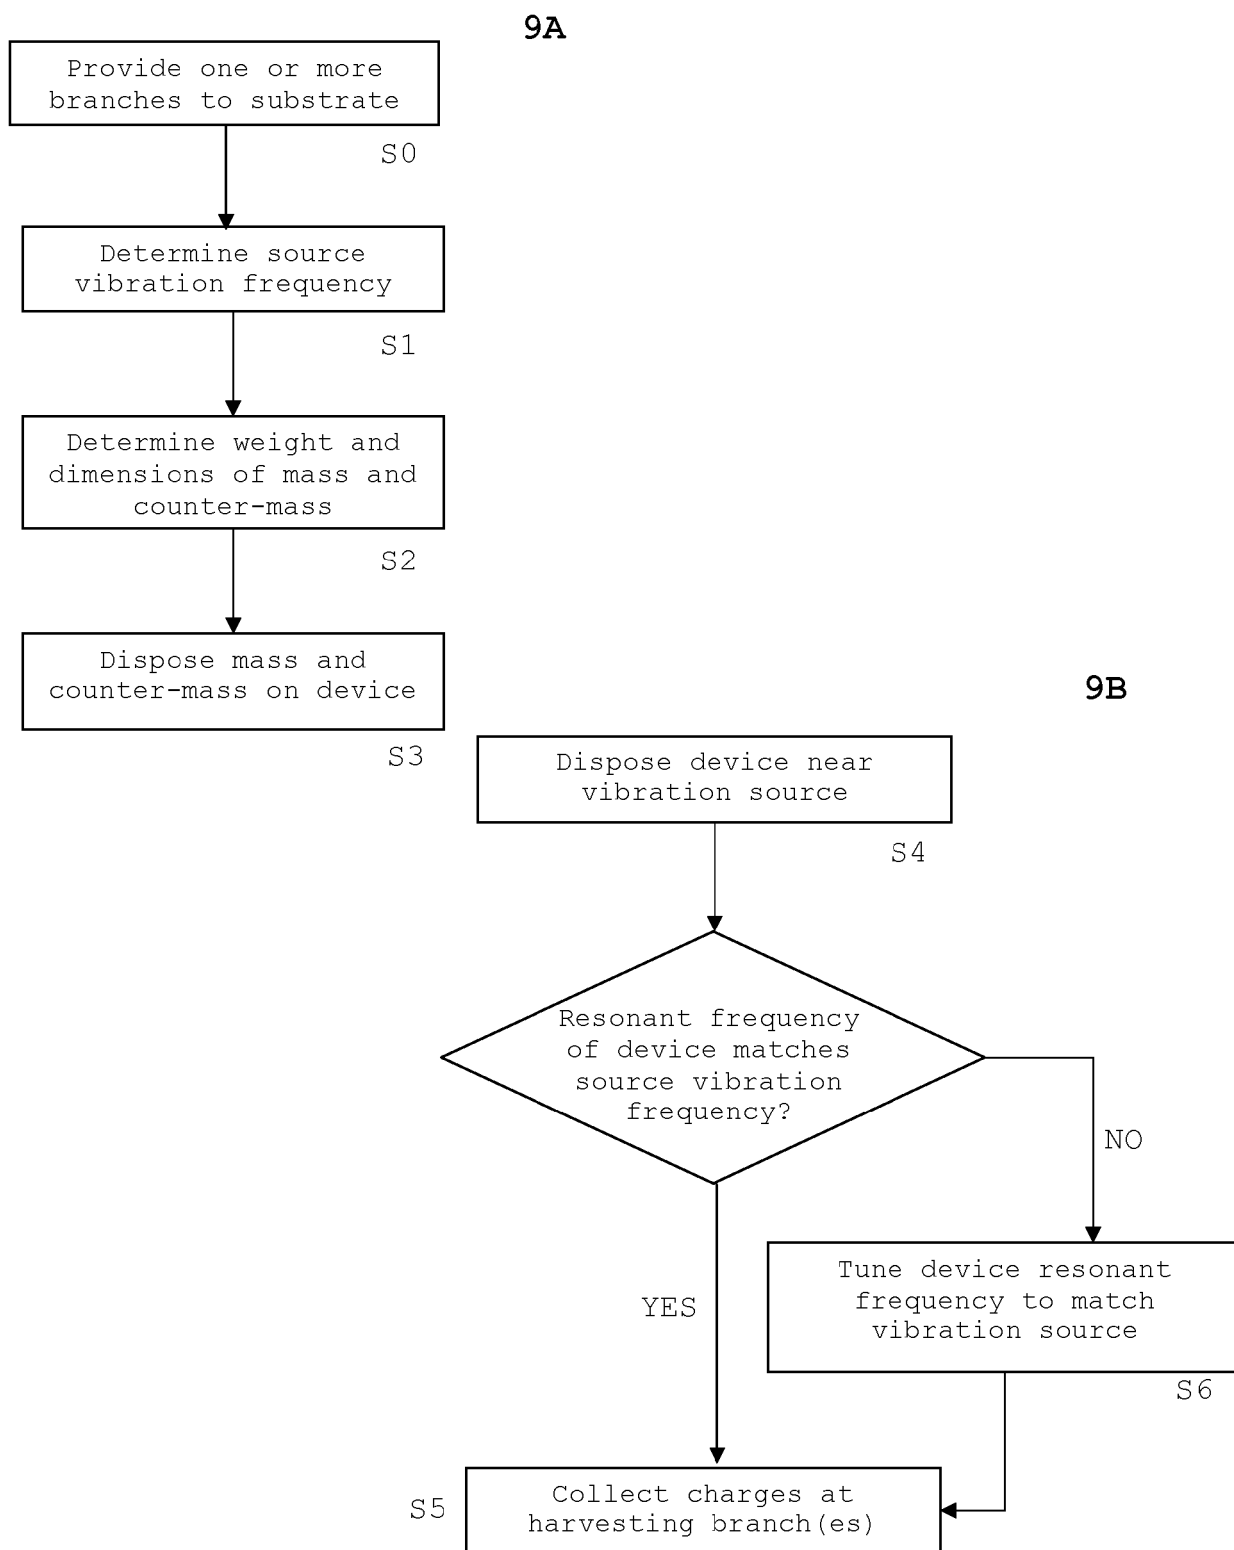 9A
Provide one or more
branches to substrate
S0
Determine source
vibration frequency
S1
Determine weight and
dimensions of mass and
counter-mass
S2
Dispose mass and
counter-mass on device
S3
9B
Dispose device near
vibration source
S4
Resonant frequency
of device matches
source vibration
frequency?
NO
YES
Tune device resonant
frequency to match
vibration source
S6
S5
Collect charges at
harvesting branch(es)